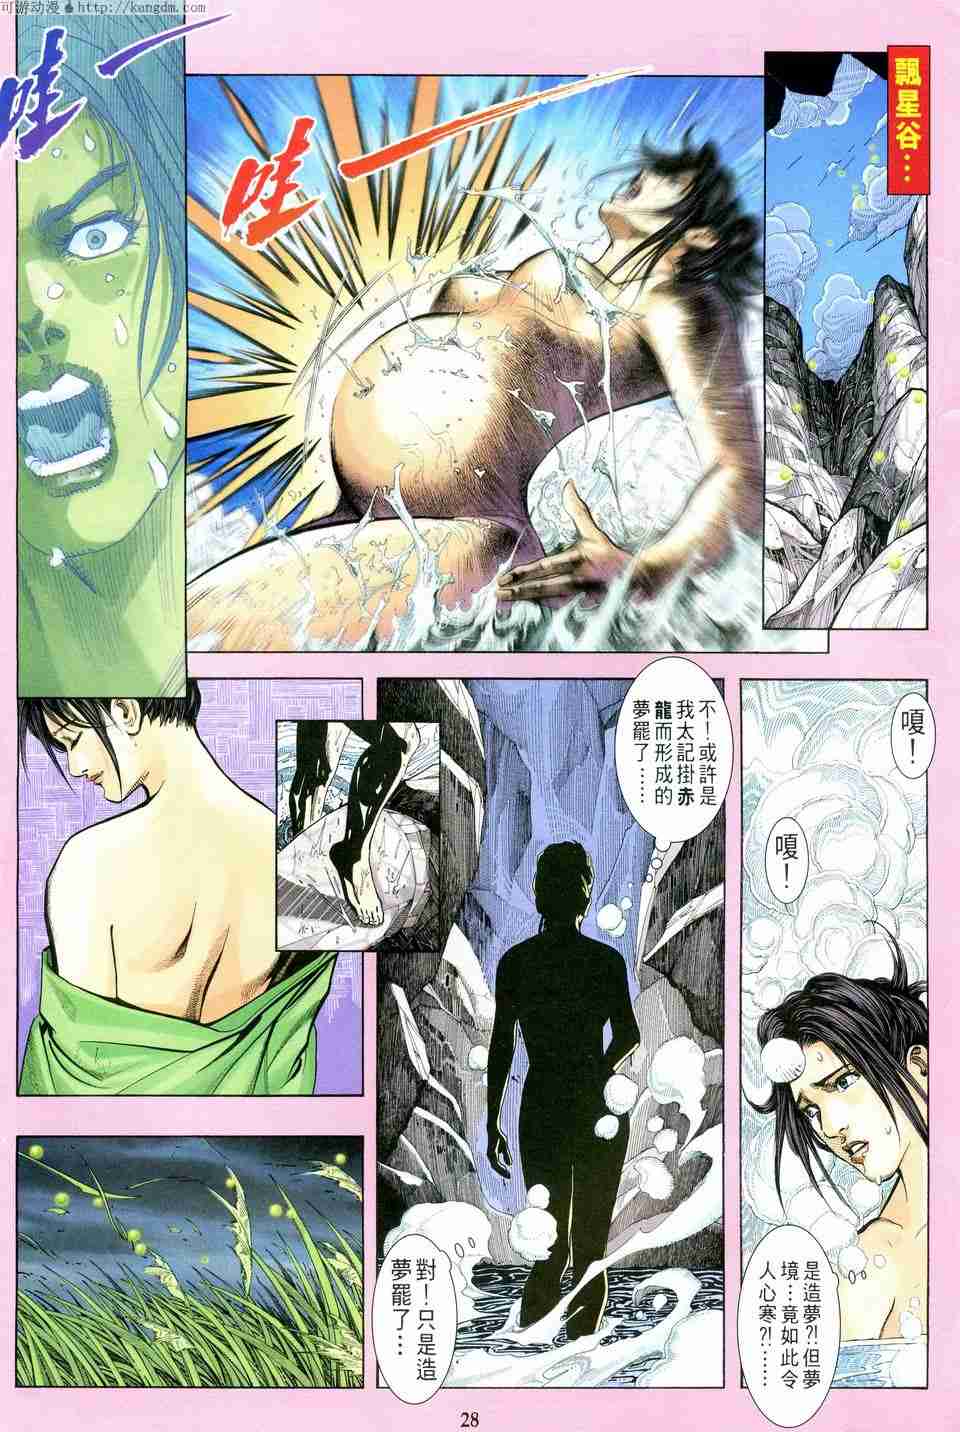 可游动漫 http://kangdm.com
飄星谷…
哇一
哇一
嗄！
嗄！
是造夢?!但夢
境…竟如此令
人心寒?!……
不！或許是
我太記掛赤
龍而形成的
夢罷了……
對！只是造
夢罷了…
28